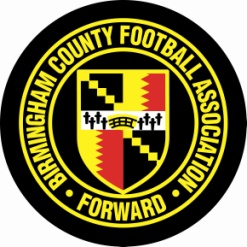 BIRMINGHAM COUNTY FOOTBALL ASSOCIATION
• FORWARD •